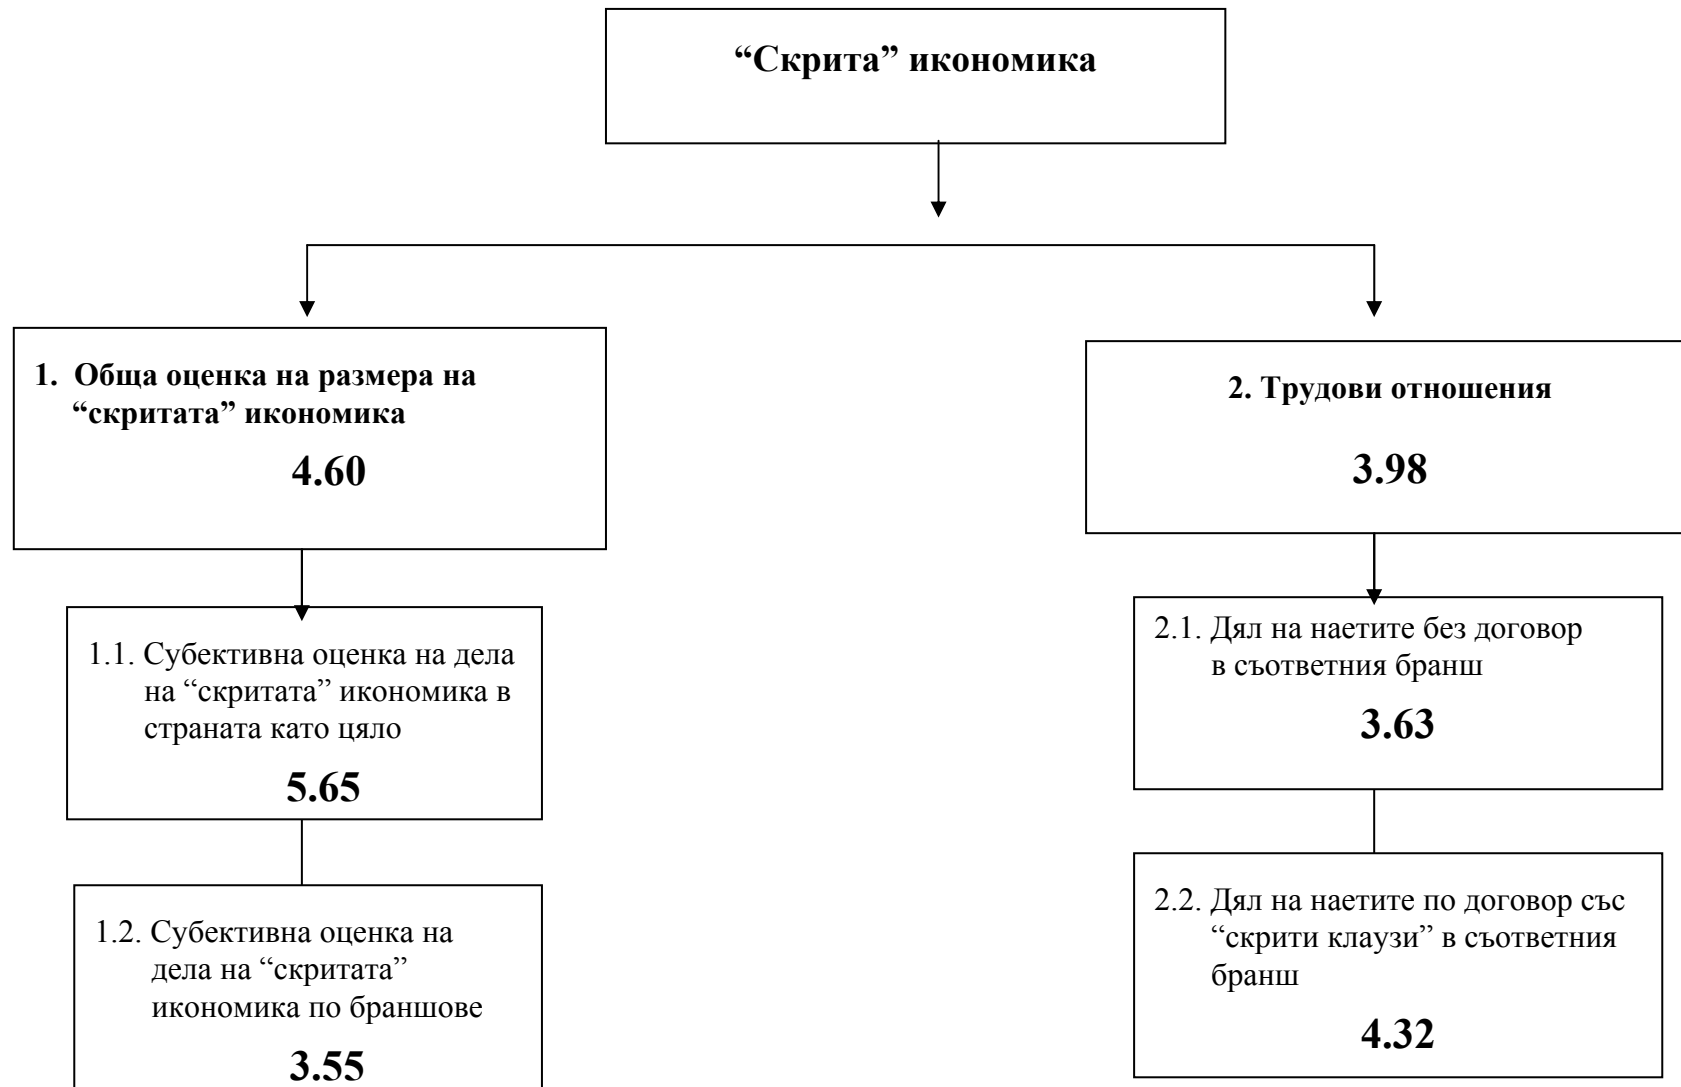 “Скрита” икономика
1. Обща оценка на размера на
“скритата” икономика
4.60
2. Трудови отношения
3.98
1.1. Субективна оценка на дела
на “скритата” икономика в
страната като цяло
5.65
2.1. Дял на наетите без договор
в съответния бранш
3.63
1.2. Субективна оценка на
дела на “скритата”
икономика по браншове
3.55
2.2. Дял на наетите по договор със
“скрити клаузи” в съответния
бранш
4.32